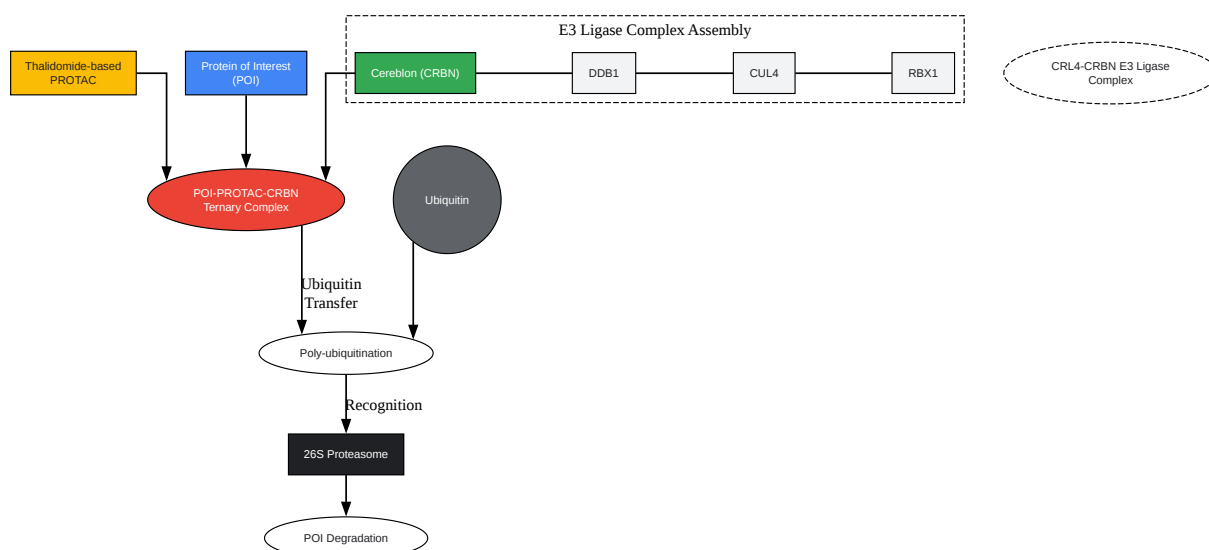 E3 Ligase Complex Assembly
Thalidomide-based
PROTAC
Protein of Interest
(POI)
Cereblon (CRBN)
DDB1
CUL4
RBX1
CRL4-CRBN E3 Ligase
Complex
POI-PROTAC-CRBN
Ternary Complex
Ubiquitin
Ubiquitin
Transfer
Poly-ubiquitination
Recognition
26S Proteasome
POI Degradation